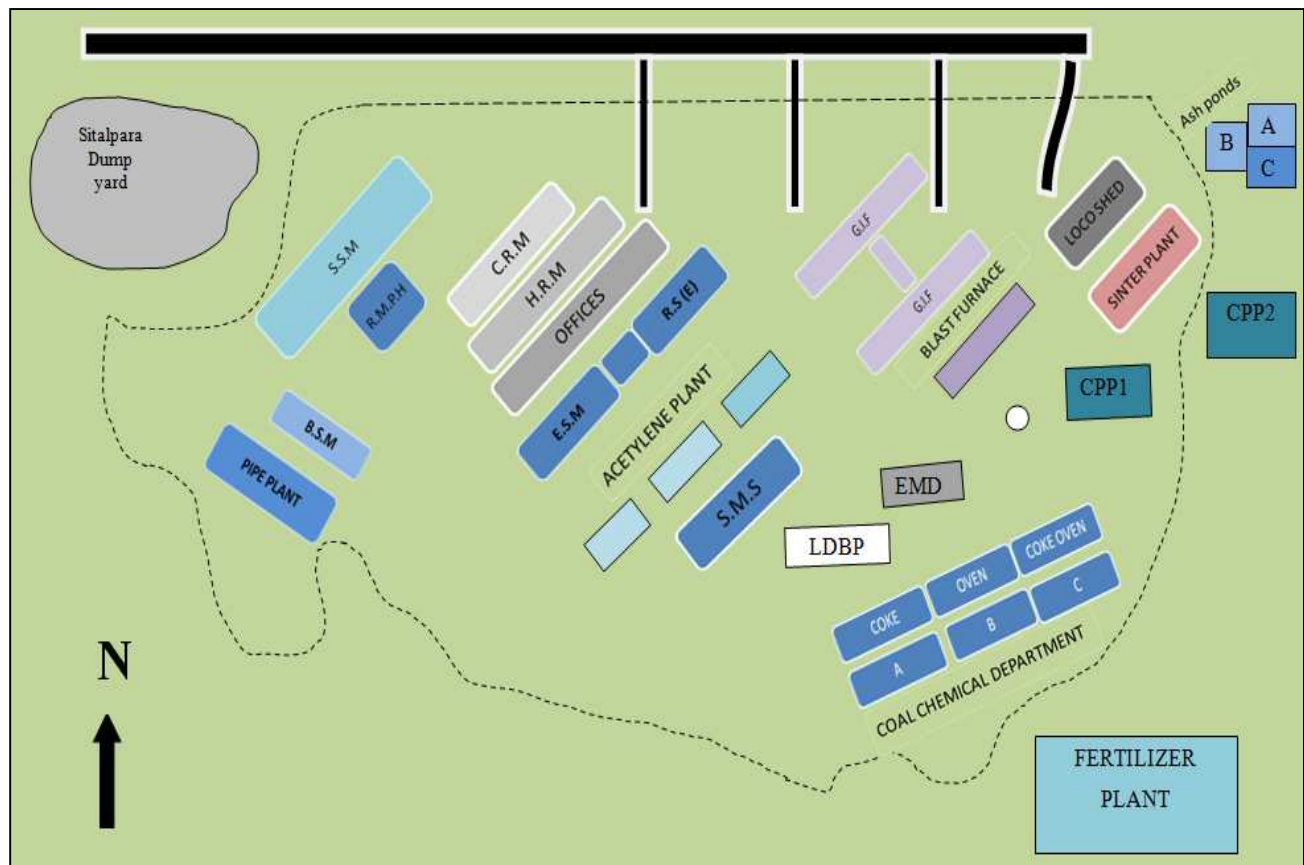 Sitalpara
Dump
yard
Ash ponds
A
B
C
S.s.M
R.M.P.H
C.R.M
H.R.M
OFFICES
R.S (E)
E.S.M
G.I.F
G.I.F
BLAST FURNACE
LOCO SHED
SINTER PLANT
CPP2
CPP1
B.S.M
PIPE PLANT
ACETYLENE PLANT
S.M.S
EMD
LDBP
COKE
OVEN
COKE OVEN
A
B
C
COAL CHEMICAL DEPARTMENT
N
FERTILIZER
PLANT